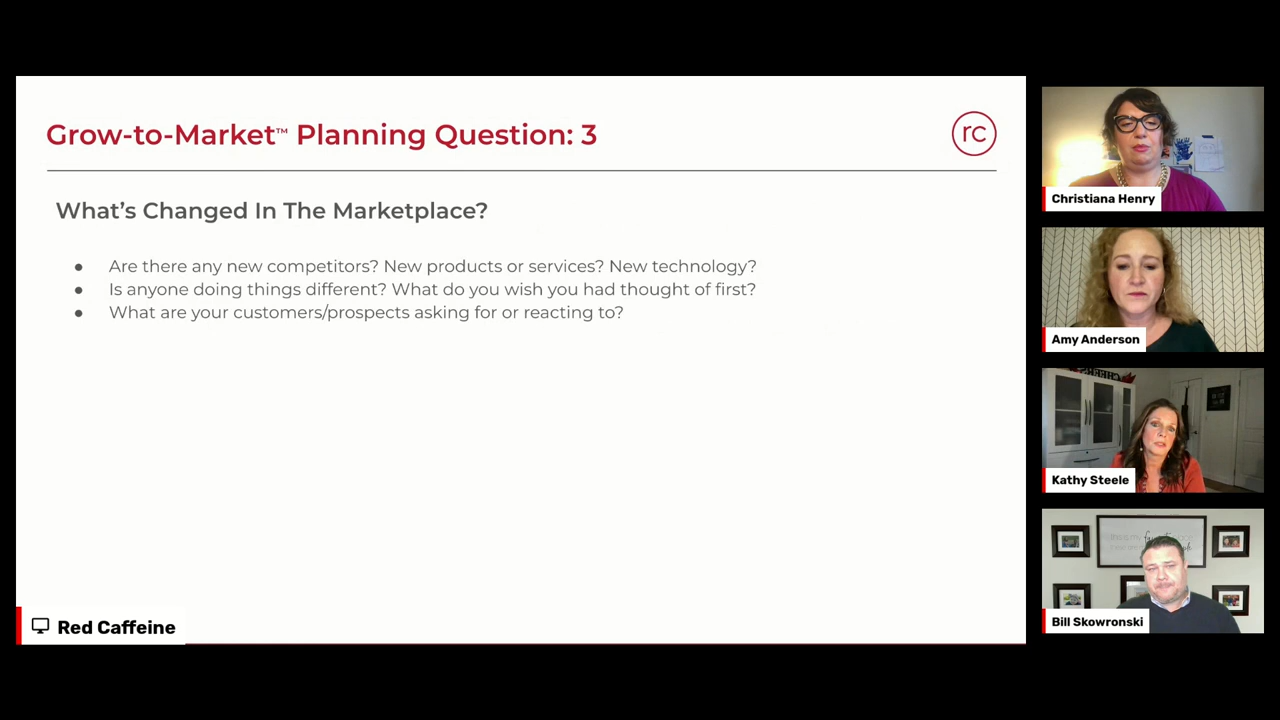 Grow-to-Market™ Planning Question: 3
rc
What's Changed In The Marketplace?
● Are there any new competitors? New products or services? New technology?
● Is anyone doing things different? What do you wish you had thought of first?
● What are your customers/prospects asking for or reacting to?
Red Caffeine
Christiana Henry
Amy Anderson
CHEERS
Kathy Steele
Bill Skowronski